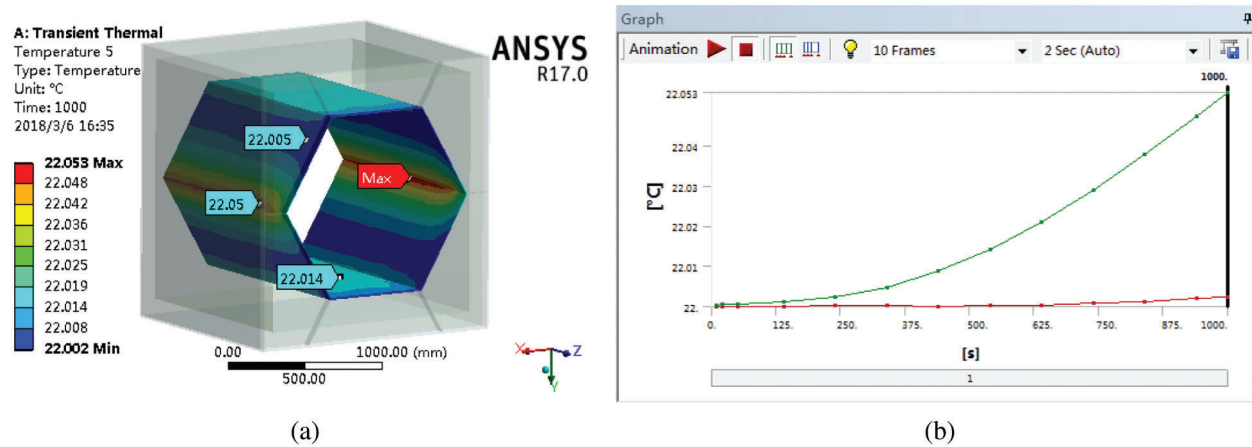 A: Transient Thermal
Temperature 5
Type: Temperature
Unit: °C
Time: 1000
2018/3/6 16:35
22.053 Max
22.048
22.042
22.036
22.031
22.025
22.019
22.014
22.008
22.002 Min
ANSYS
R17.0
22.005
Max
22.05
22.014
0.00
1000.00 (mm)
500.00
X
Z
Y
(a)
Graph
Animation
10 Frames
2 Sec (Auto)
1000.
22.053
22.04
22.03
22.02
22.01
22.
[°C]
0.
125.
250.
375.
500.
625.
750.
875.
1000.
[s]
1
(b)